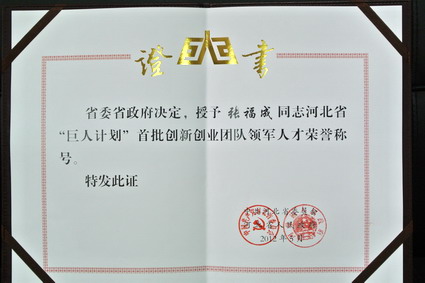 證書
省委省政府决定，授予 张福成 同志河北省
“巨人计划”首批创新创业团队领军人才荣誉称
号。
特发此证